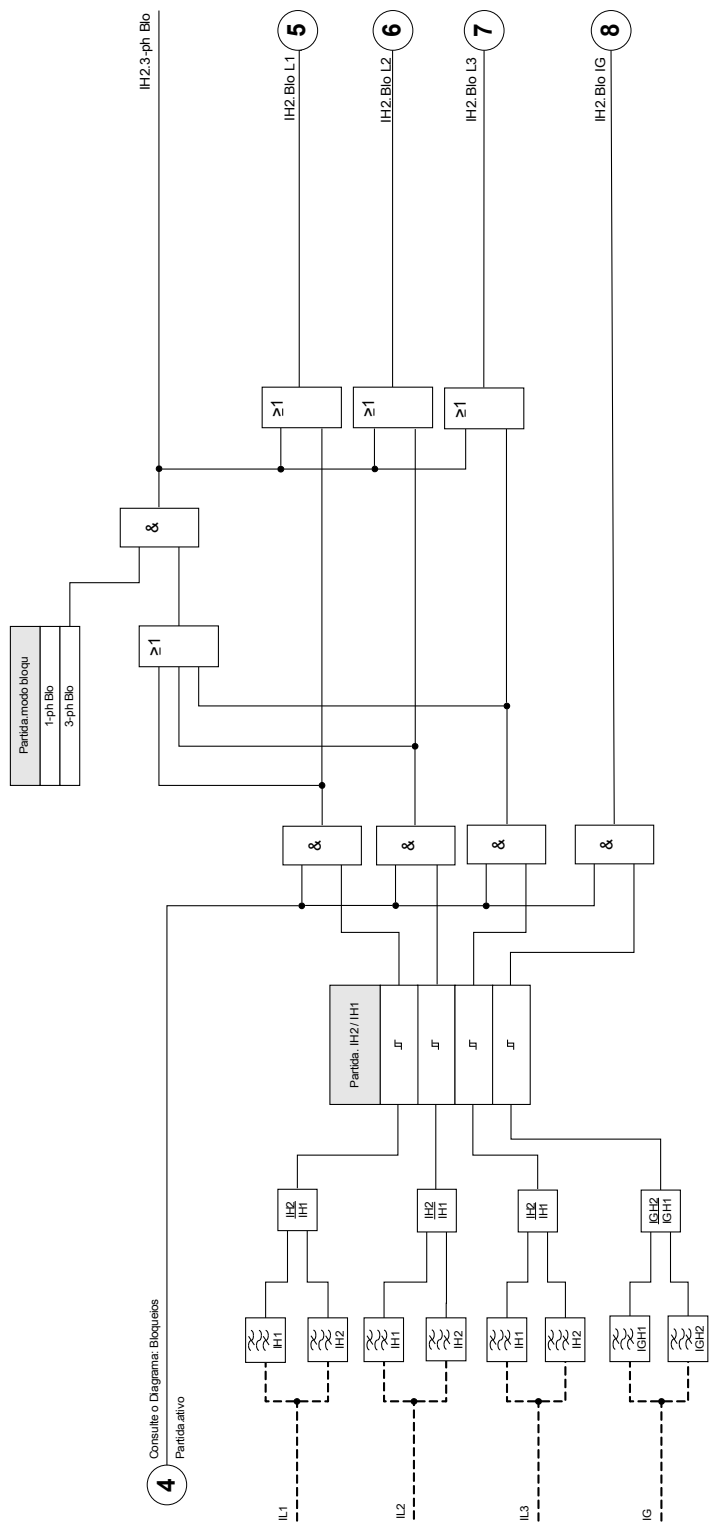 Partida.modo bloqu
1-ph Blo
3-ph Blo
IH2.3-ph Blo
&
≥1
4
Consulte o Diagrama: Bloqueios
Partida.ativo
IL1
IH1
IH2
IH2
IH1
Partida. IH2 / IH1
&
≥1
IH2.Blo L1
5
IL2
IH1
IH2
IH2
IH1
&
≥1
IH2.Blo L2
6
IL3
IH1
IH2
IH2
IH1
&
≥1
IH2.Blo L3
7
IG
IGH1
IGH2
IGH2
IGH1
&
IH2.Blo IG
8